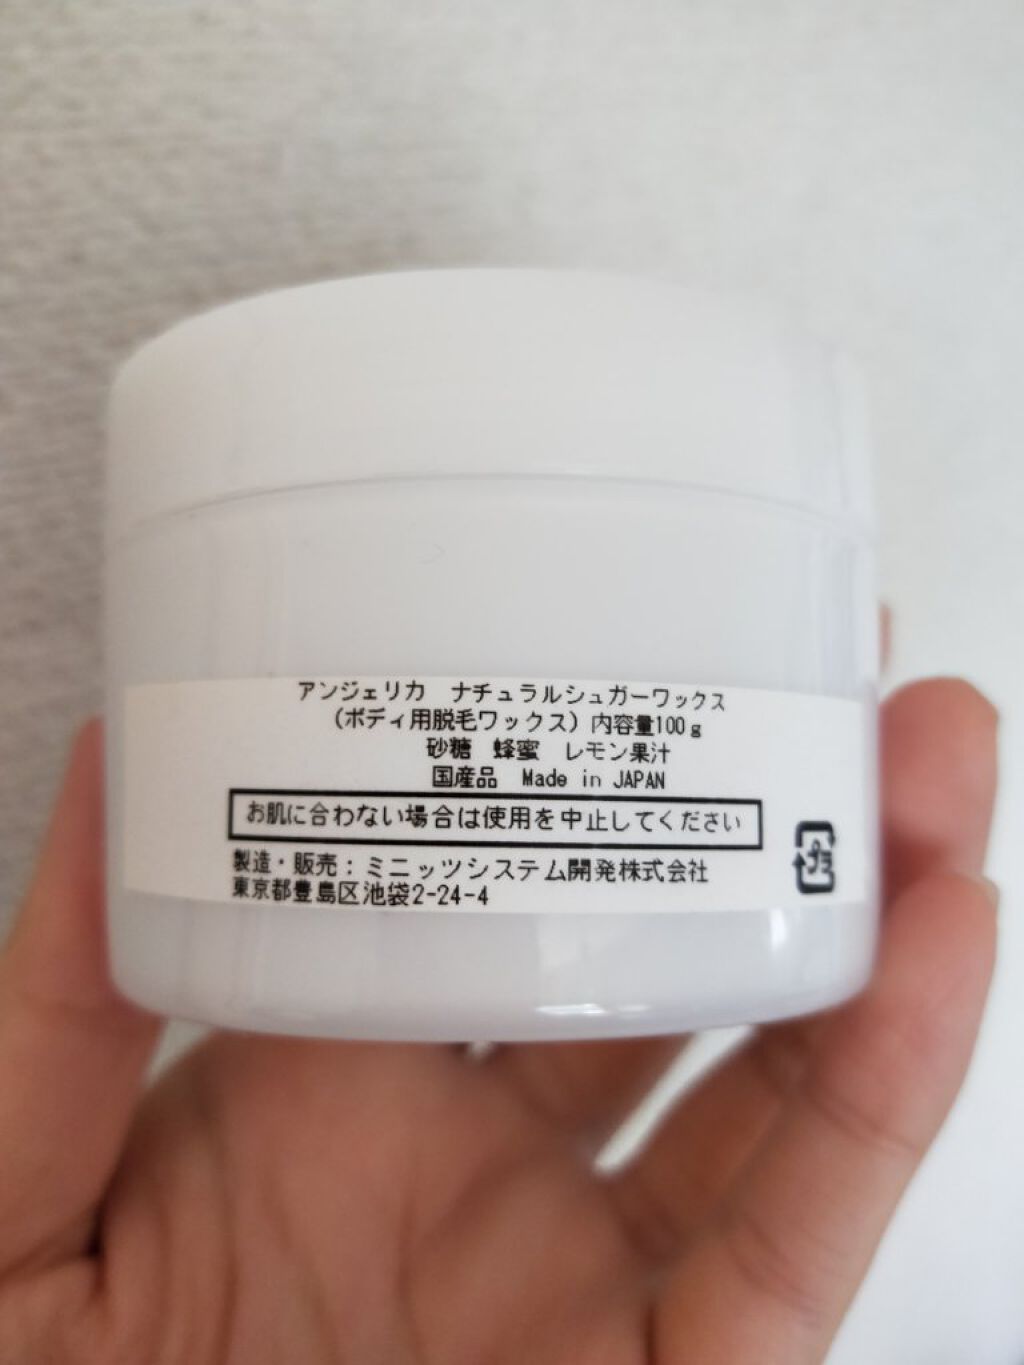 アンジェリカ　ナチュラルシュガーワックス
（ボディ用脱毛ワックス）内容量100ｇ
砂糖　蜂蜜　レモン果汁
国産品　Made in JAPAN
お肌に合わない場合は使用を中止してください
製造・販売：ミニッツシステム開発株式会社
東京都豊島区池袋2-24-4
プラ